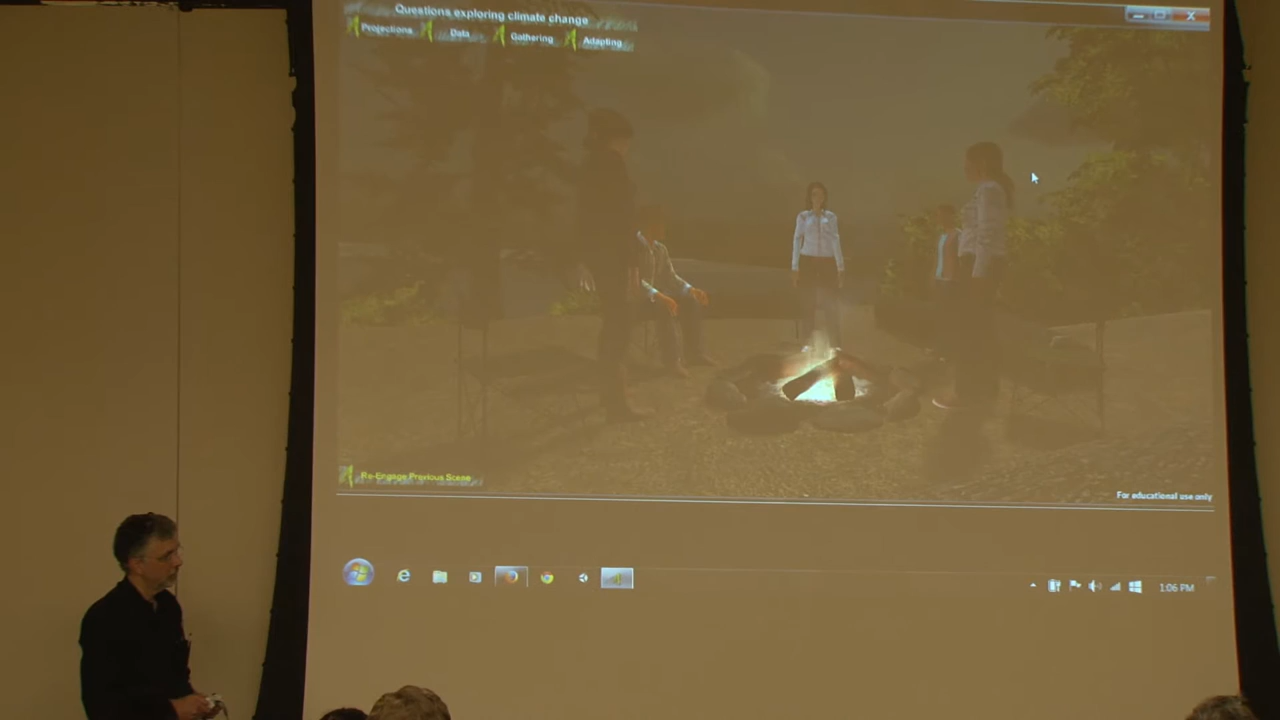 Questions exploring climate change
Projections Data Gathering Adapting
Re-Engage Previous Scene
For educational use only
1:06 PM